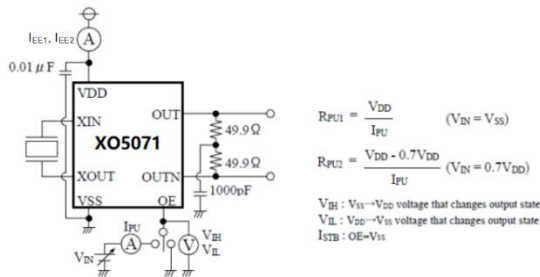 IEE1, IEE2
A
0.01 μF
VDD
XIN
OUT
49.9Ω
XO5071
49.9Ω
XOUT
OUTN
1000pF
VSS
OE
IPU
A
VIN
V
VIH
VIL
RPU1 = VDD / IPU (VIN = VSS)
RPU2 = VDD - 0.7VDD / IPU (VIN = 0.7VDD)
VIH : VSS→VDD voltage that changes output state
VIL : VDD→VSS voltage that changes output state
ISTB : OE=VSS